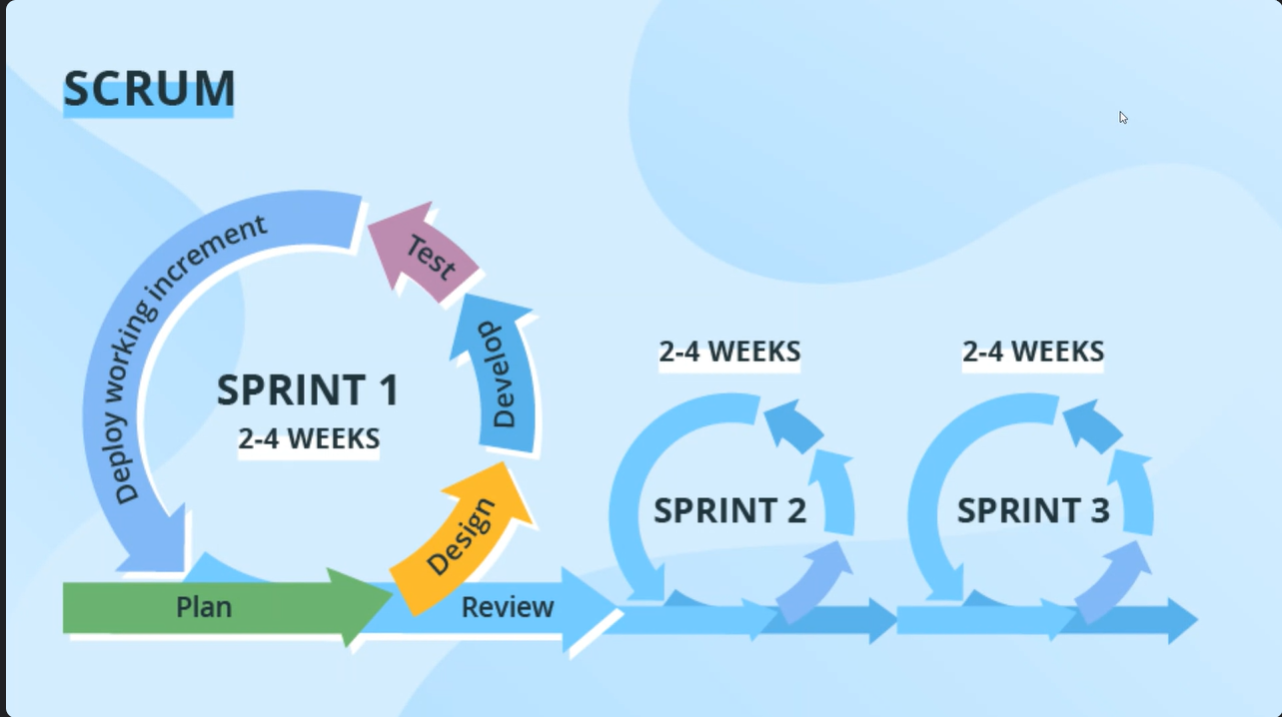 SCRUM
Deploy working increment
Test
Develop
SPRINT 1
2-4 WEEKS
Design
Plan
Review
2-4 WEEKS
SPRINT 2
2-4 WEEKS
SPRINT 3